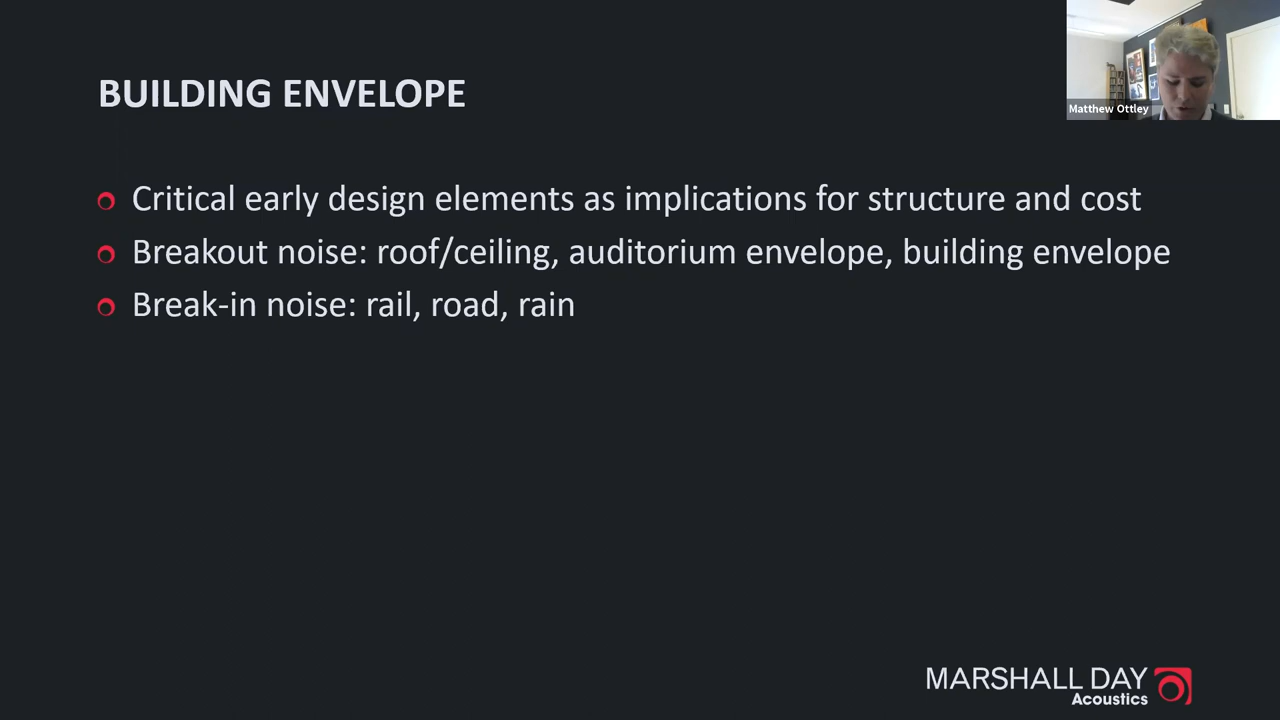 BUILDING ENVELOPE
Matthew Ottley
Critical early design elements as implications for structure and cost
Breakout noise: roof/ceiling, auditorium envelope, building envelope
Break-in noise: rail, road, rain
MARSHALL DAY
Acoustics